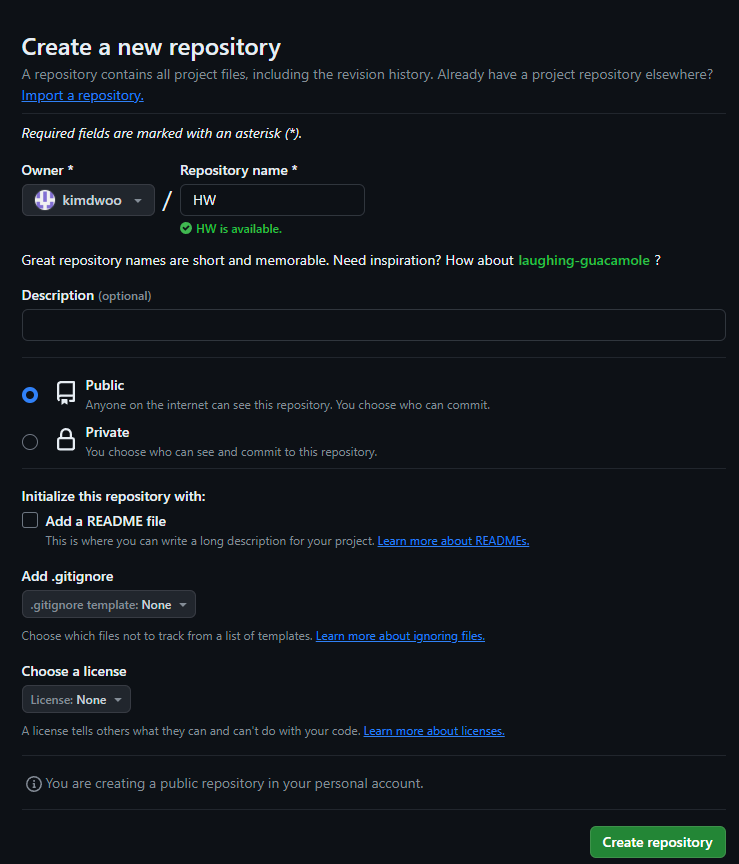 Create a new repository
A repository contains all project files, including the revision history. Already have a project repository elsewhere?
Import a repository.
Required fields are marked with an asterisk (*).
Owner * Repository name *
kimdwoo / HW
HW is available.
Great repository names are short and memorable. Need inspiration? How about laughing-guacamole ?
Description (optional)
Public
Anyone on the internet can see this repository. You choose who can commit.
Private
You choose who can see and commit to this repository.
Initialize this repository with:
Add a README file
This is where you can write a long description for your project. Learn more about READMEs.
Add .gitignore
.gitignore template: None
Choose which files not to track from a list of templates. Learn more about ignoring files.
Choose a license
License: None
A license tells others what they can and can't do with your code. Learn more about licenses.
You are creating a public repository in your personal account.
Create repository